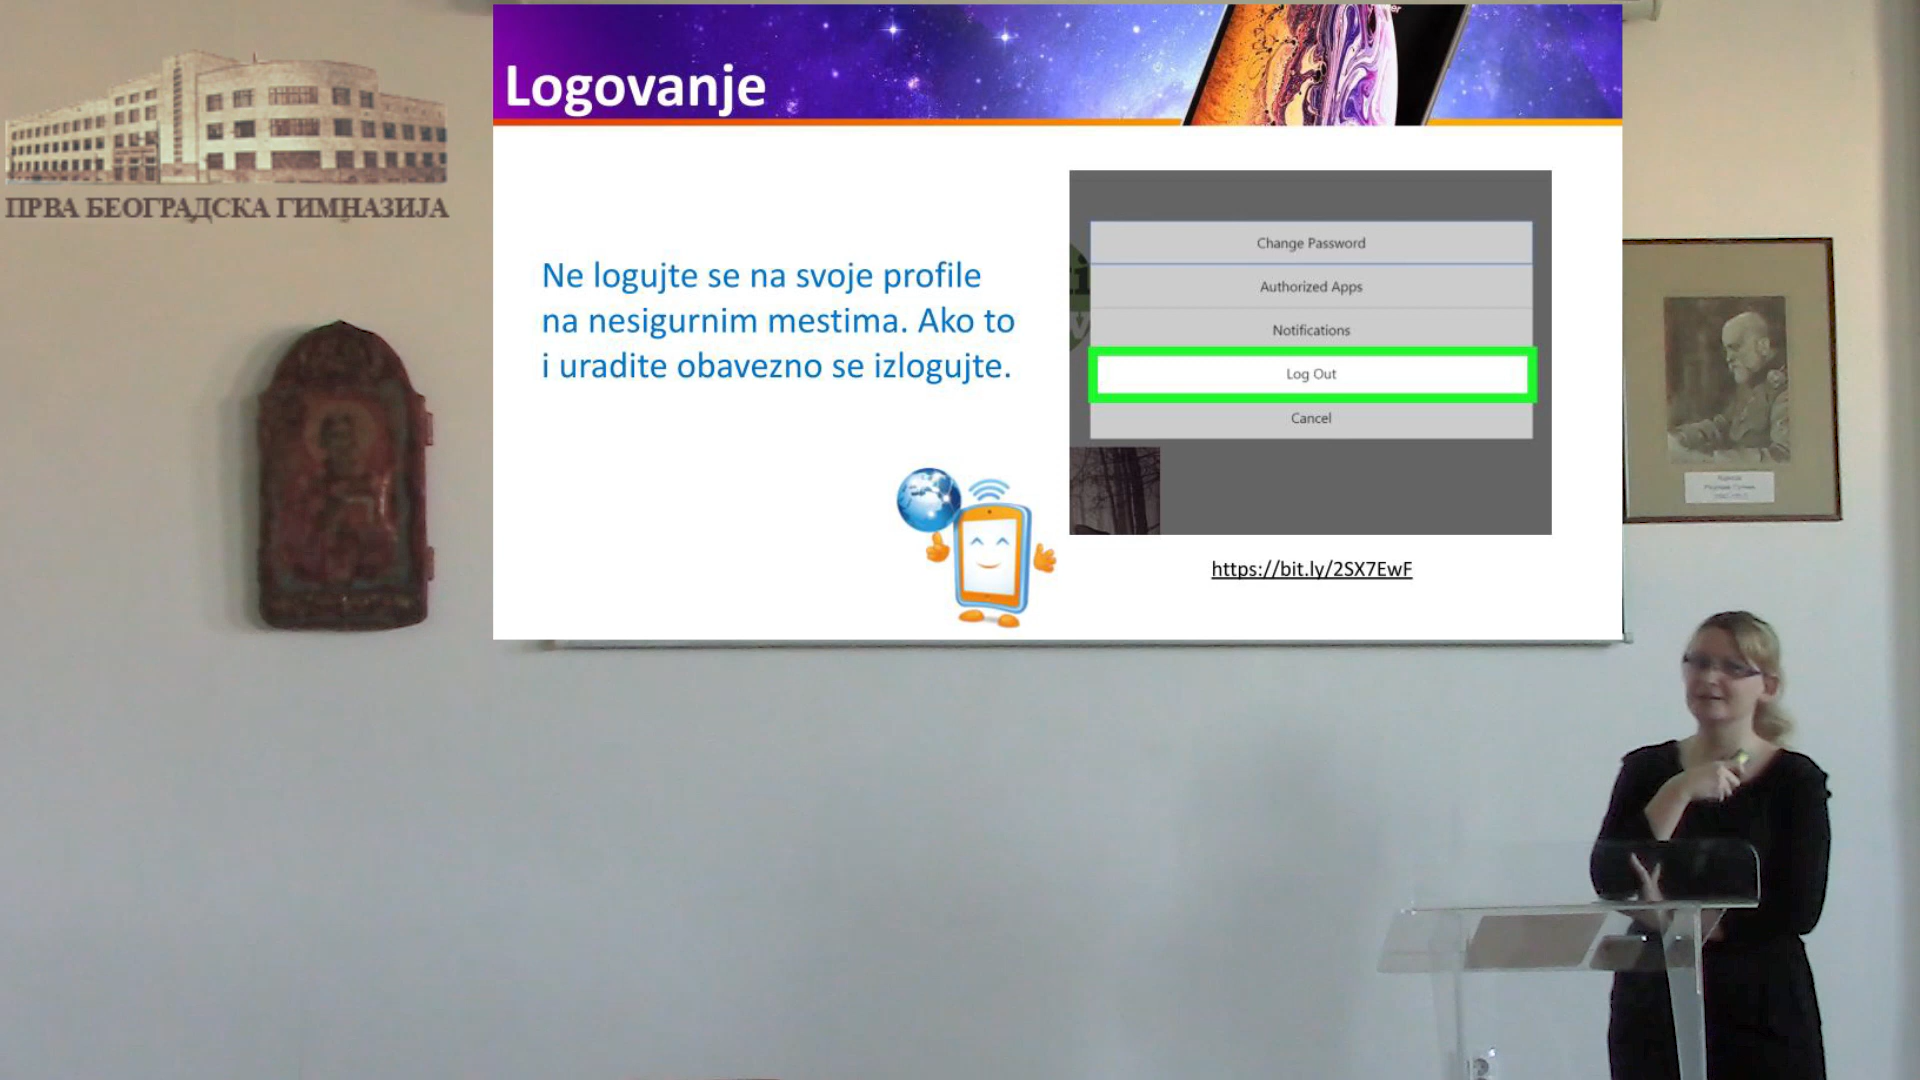 Logovanje
ПРВА БЕОГРАДСКА ГИМНАЗИЈА
Ne logujte se na svoje profile
na nesigurnim mestima. Ako to
i uradite obavezno se izlogujte.
Change Password
Authorized Apps
Notifications
Log Out
Cancel
https://bit.ly/2SX7EwF